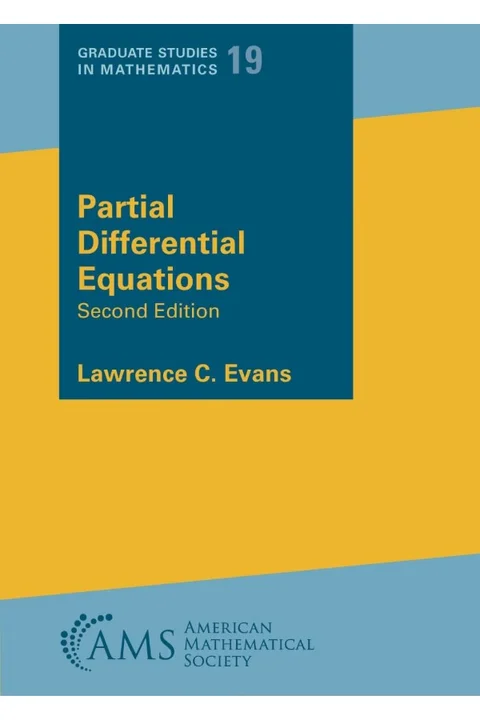 GRADUATE STUDIES
IN MATHEMATICS 19
Partial
Differential
Equations
Second Edition
Lawrence C. Evans
AMS
AMERICAN
MATHEMATICAL
SOCIETY